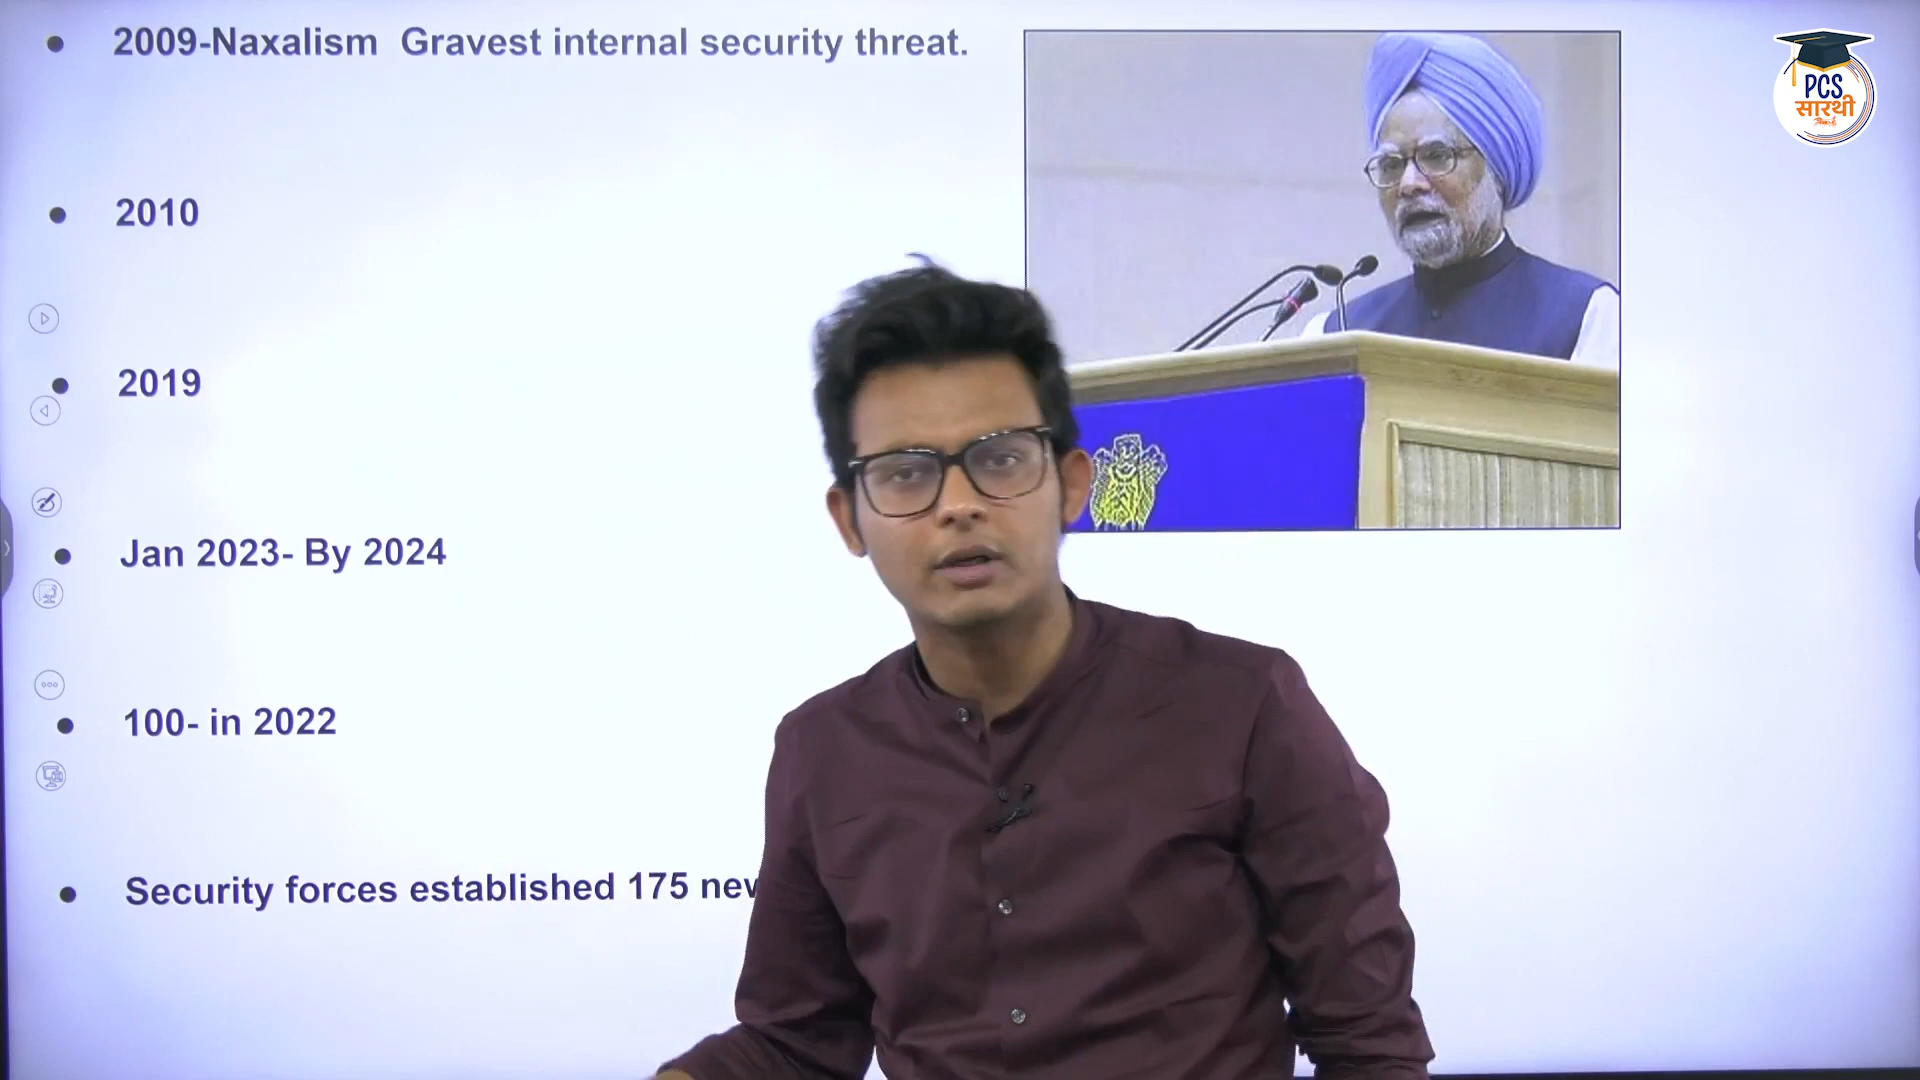 2009-Naxalism Gravest internal security threat.
2010
2019
Jan 2023- By 2024
100- in 2022
Security forces established 175
PCS
सारथी